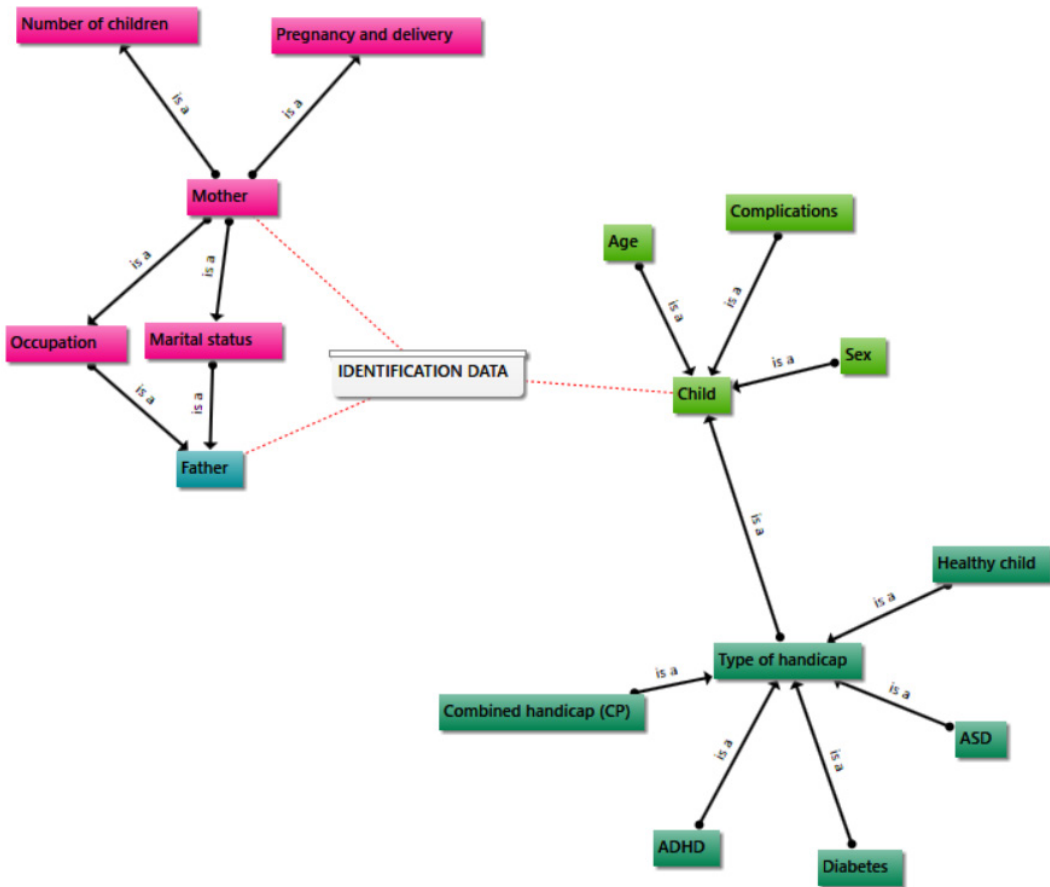 Number of children
Pregnancy and delivery
is a
is a
Mother
Complications
Age
is a
is a
is a
is a
Occupation
Marital status
IDENTIFICATION DATA
Sex
is a
Child
is a
is a
Father
is a
Healthy child
is a
Type of handicap
is a
Combined handicap (CP)
is a
ASD
is a
is a
ADHD
Diabetes